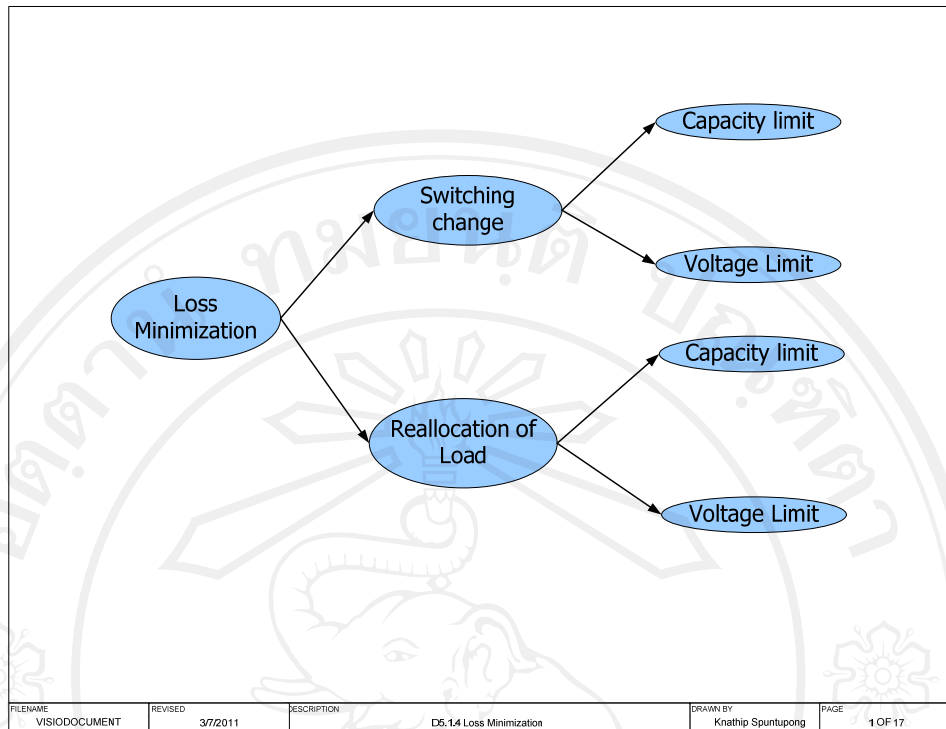 Capacity limit
Switching
change
Voltage Limit
Loss
Minimization
Capacity limit
Reallocation of
Load
Voltage Limit
FILENAME
VISIODOCUMENT
REVISED
3/7/2011
DESCRIPTION
D5.1.4 Loss Minimization
DRAWN BY
Knathip Spuntupong
PAGE
1 OF 17